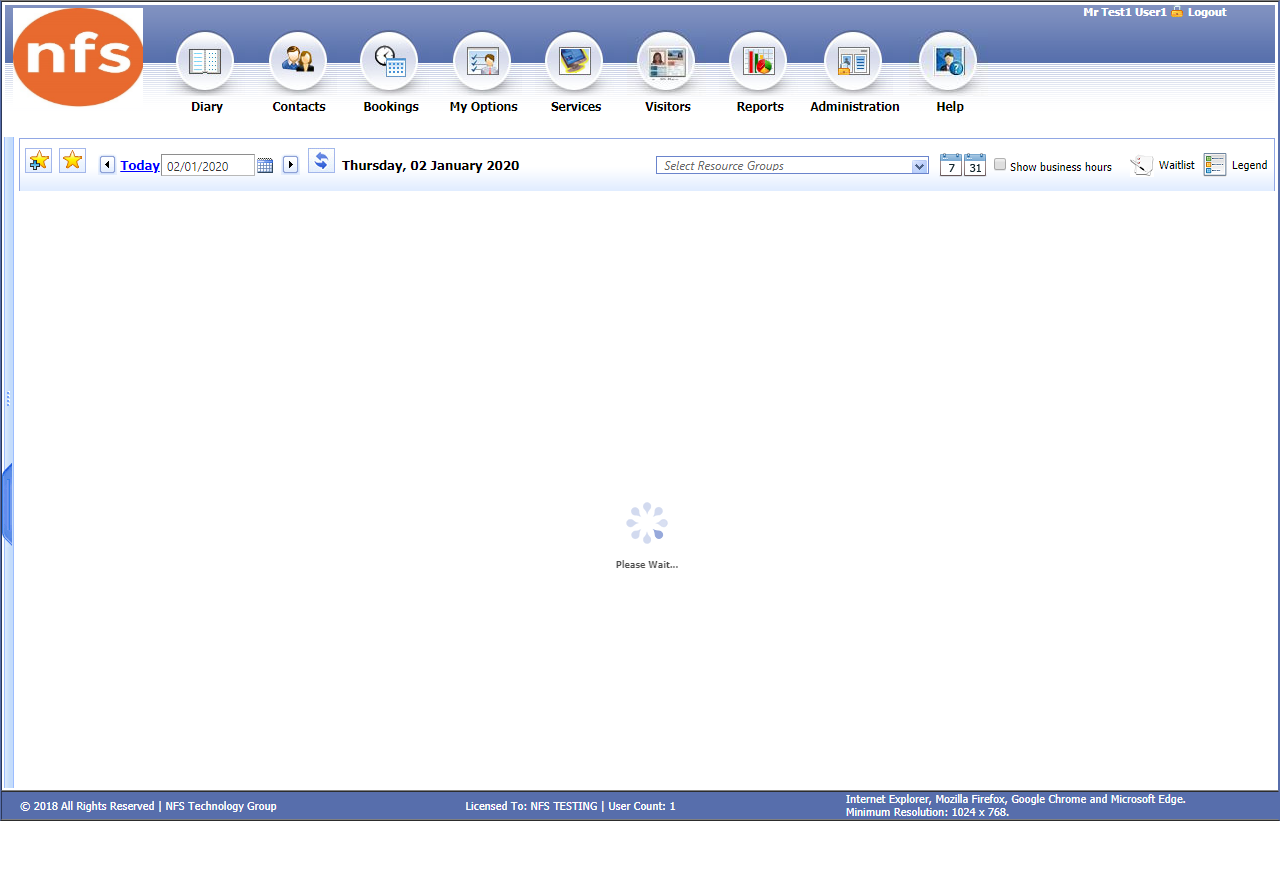 Mr Test1 User1 Logout
nfs
Diary Contacts Bookings My Options Services Visitors Reports Administration Help
Today 02/01/2020 Thursday, 02 January 2020 Select Resource Groups 7 31 Show business hours Waitlist Legend
Please Wait...
© 2018 All Rights Reserved | NFS Technology Group
Licensed To: NFS TESTING | User Count: 1
Internet Explorer, Mozilla Firefox, Google Chrome and Microsoft Edge.
Minimum Resolution: 1024 x 768.